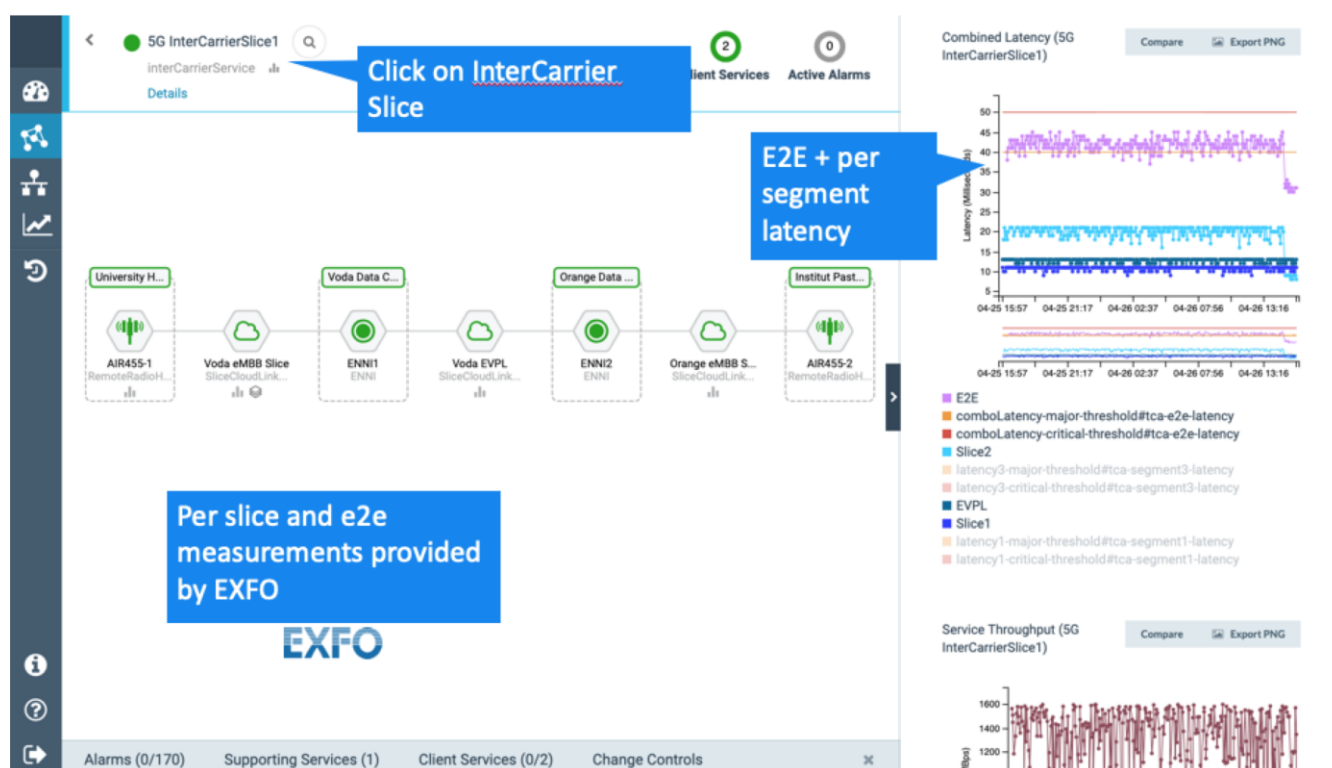 5G InterCarrierSlice1
interCarrierService
Details
Click on InterCarrier
Slice
2
lient Services
0
Active Alarms
University H...
Voda Data C...
Orange Data ...
Institut Past...
AIR455-1
RemoteRadioH...
Voda eMBB Slice
SliceCloudLink...
ENNI1
ENNI
Voda EVPL
SliceCloudLink...
ENNI2
ENNI
Orange eMBB S...
SliceCloudLink...
AIR455-2
RemoteRadioH...
Per slice and e2e
measurements provided
by EXFO
EXFO
Alarms (0/170)
Supporting Services (1)
Client Services (0/2)
Change Controls
E2E + per
segment
latency
Combined Latency (5G
InterCarrierSlice1)
Compare
Export PNG
Latency (Millisec ds)
50
45
40
35
30
25
20
15
10
5
04-25 15:57 04-25 21:17 04-26 02:37 04-26 07:56 04-26 13:16
04-25 15:57 04-25 21:17 04-26 02:37 04-26 07:56 04-26 13:16
E2E
comboLatency-major-threshold#tca-e2e-latency
comboLatency-critical-threshold#tca-e2e-latency
Slice2
latency3-major-threshold#tca-segment3-latency
latency3-critical-threshold#tca-segment3-latency
EVPL
Slice1
latency1-major-threshold#tca-segment1-latency
latency1-critical-threshold#tca-segment1-latency
Service Throughput (5G
InterCarrierSlice1)
Compare
Export PNG
1600
1400
1200